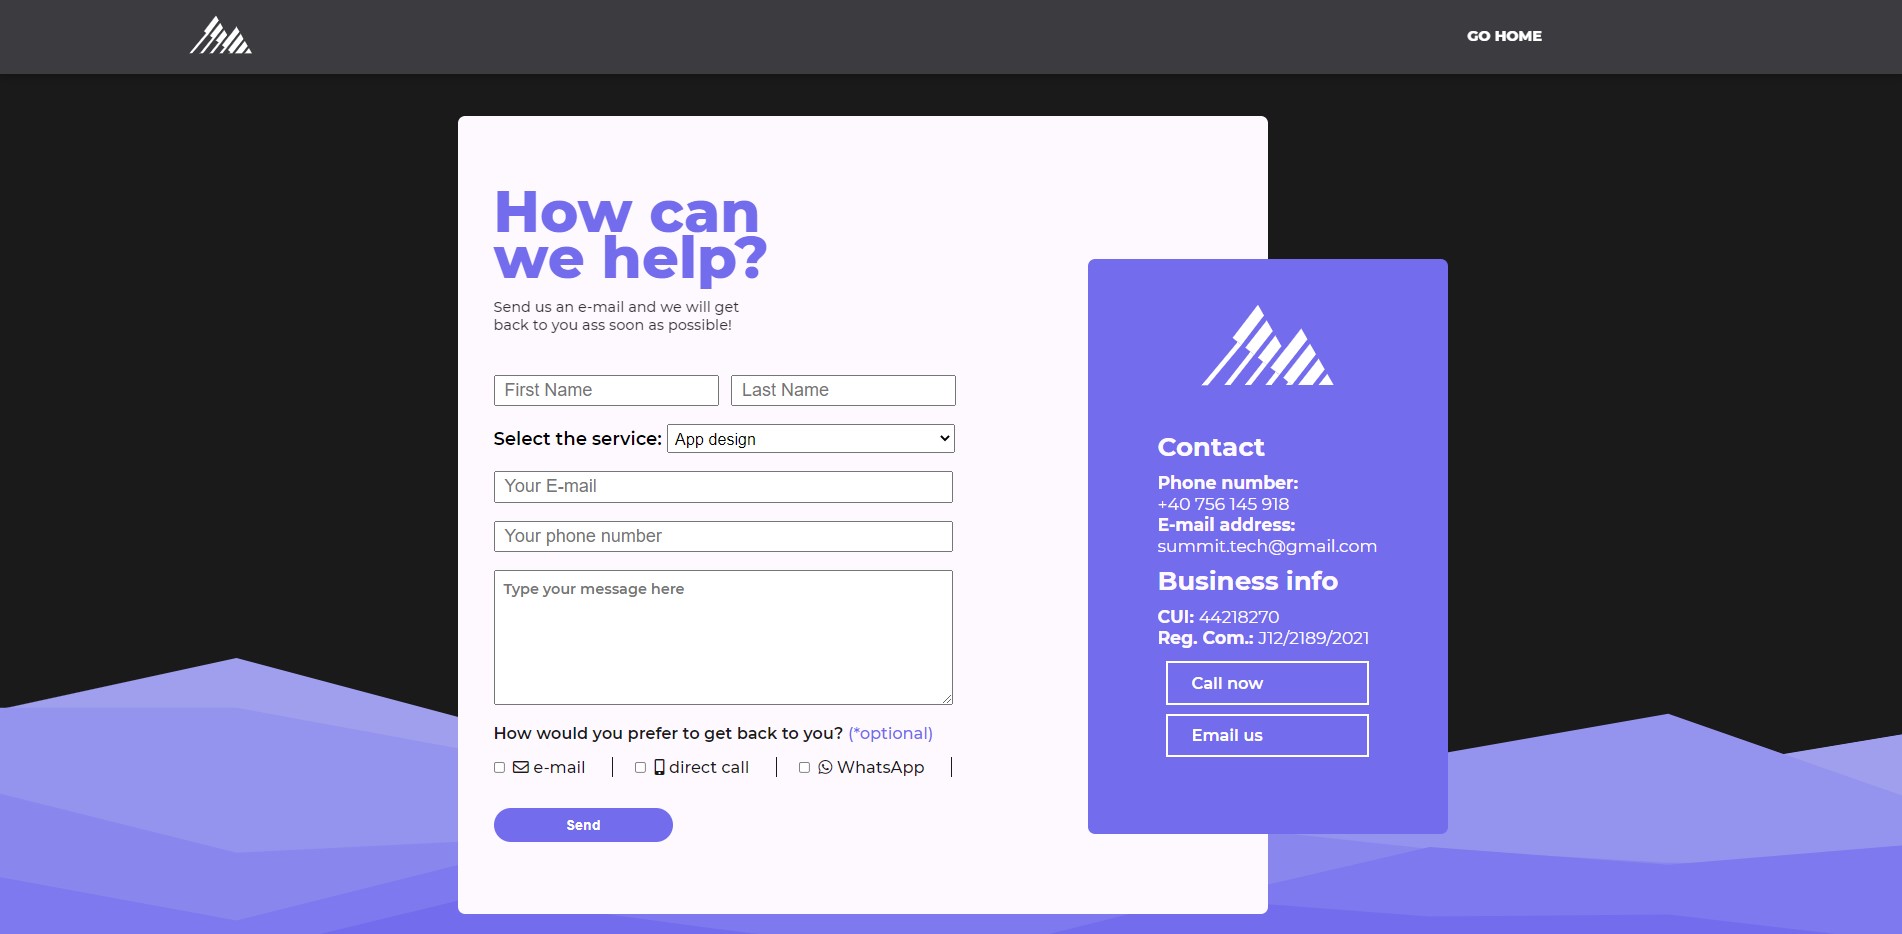 GO HOME
How can
we help?
Send us an e-mail and we will get
back to you ass soon as possible!
First Name
Last Name
Select the service: App design
Your E-mail
Your phone number
Type your message here
How would you prefer to get back to you? (*optional)
e-mail
direct call
WhatsApp
Send
Contact
Phone number:
+40 756 145 918
E-mail address:
summit.tech@gmail.com
Business info
CUI: 44218270
Reg. Com.: J12/2189/2021
Call now
Email us